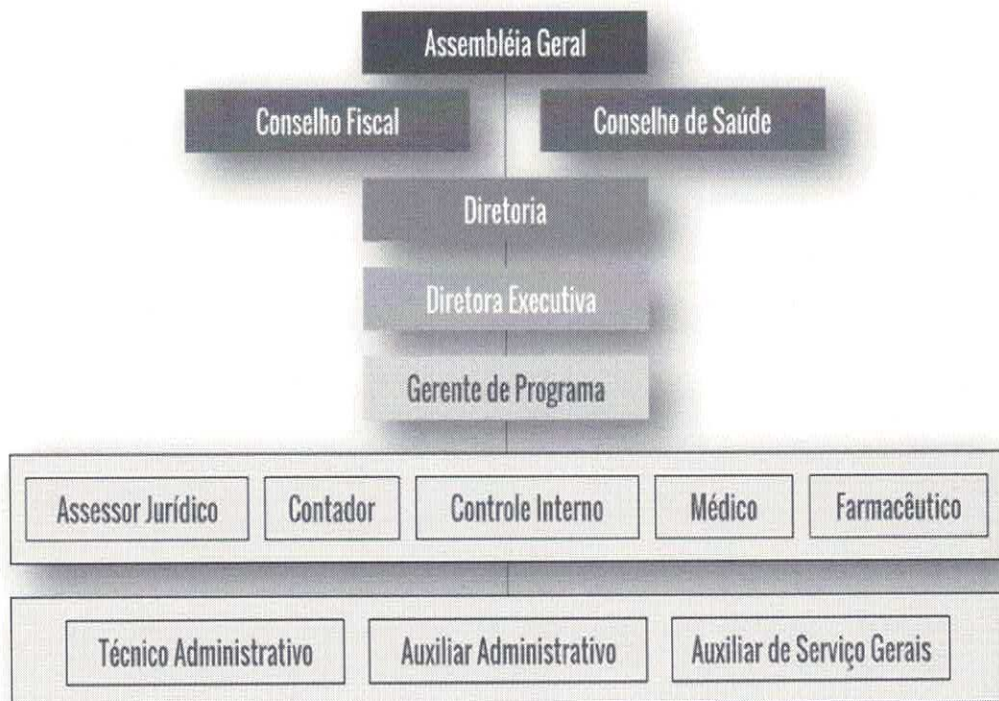 Assembléia Geral
Conselho Fiscal
Conselho de Saúde
Diretoria
Diretora Executiva
Gerente de Programa
Assessor Jurídico
Contador
Controle Interno
Médico
Farmacêutico
Técnico Administrativo
Auxiliar Administrativo
Auxiliar de Serviço Gerais